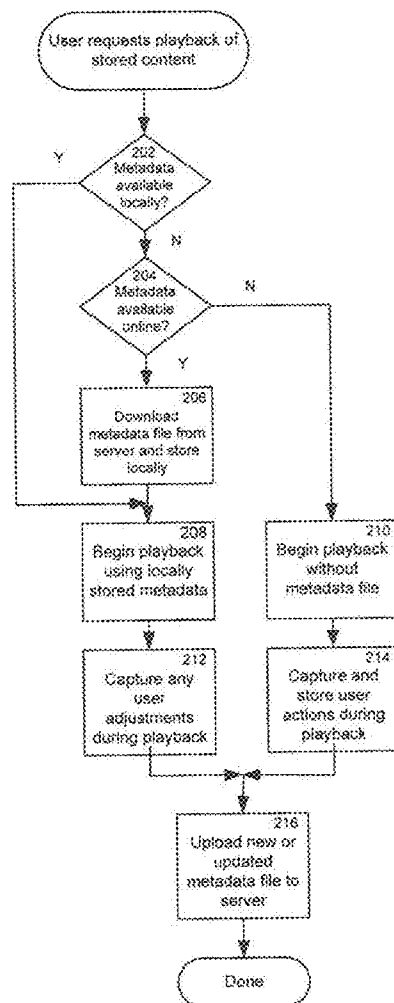 User requests playback of
stored content
202
Metadata
available
locally?
Y
N
204
Metadata
available
online?
N
Y
206
Download
metadata file from
server and store
locally
208
Begin playback
using locally
stored metadata
210
Begin playback
without
metadata file
212
Capture any
user
adjustments
during playback
214
Capture and
store user
actions during
playback
216
Upload new or
updated
metadata file to
server
Done